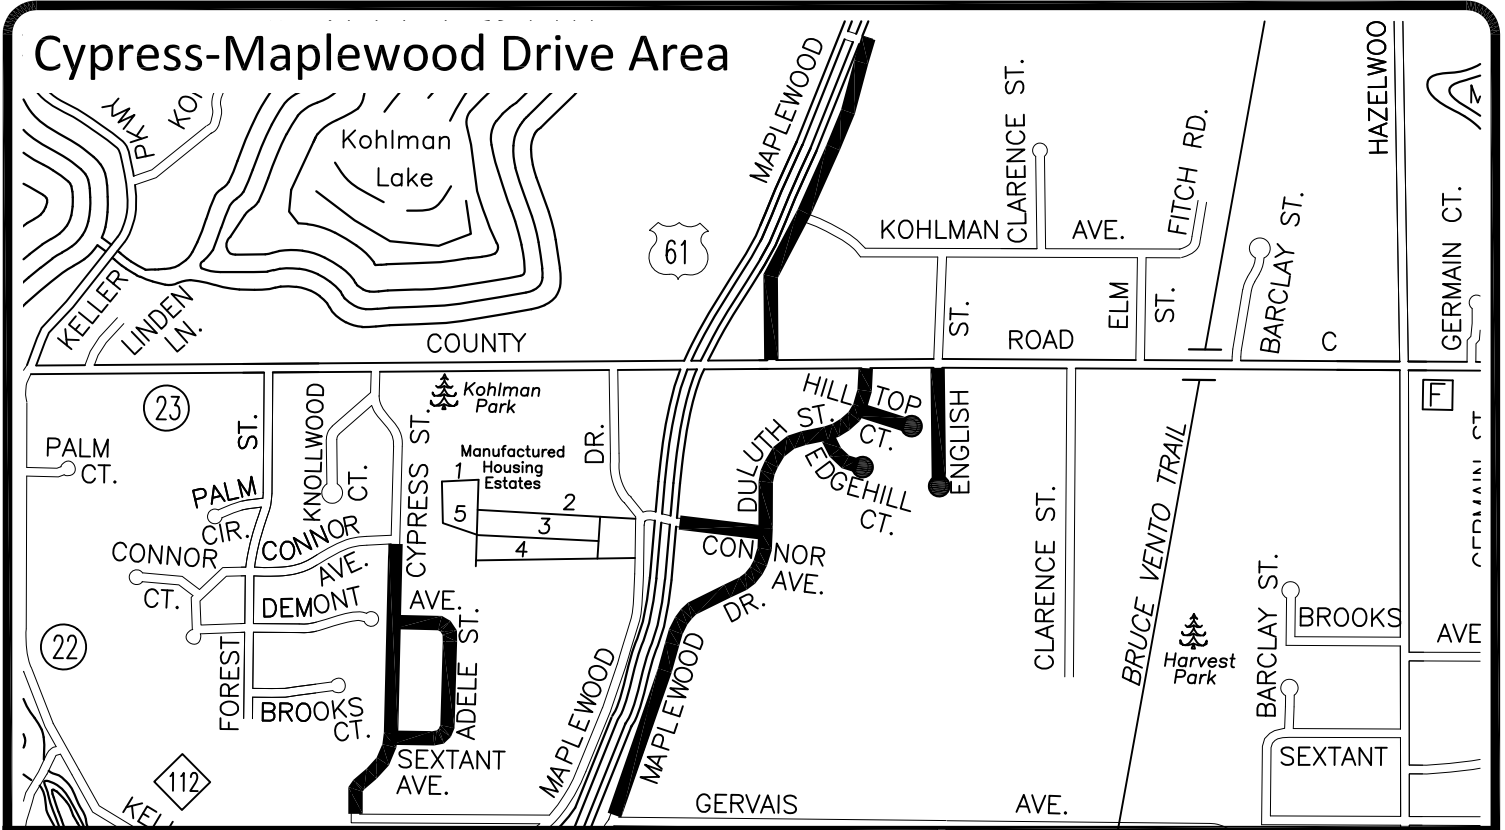 Cypress-Maplewood Drive Area
PKWY
Kohlman
Lake
MAPLEWOOD
61
KOHLMAN
AVE.
CLARENCE ST.
FITCH RD.
HAZELWOO
BARCLAY ST.
GERMAIN CT.
KELLER
LINDEN
LN.
ST.
ELM
ST.
COUNTY
ROAD
C
23
Kohlman
Park
F
PALM
CT.
ST.
KNOLLWOOD
CT.
CYPRESS ST.
DR.
Manufactured
Housing
Estates
1
2
3
4
5
HILL TOP
CT.
DULUTH ST.
EDGEHILL
CT.
ENGLISH
PALM
CIR.
CONNOR
CT.
CONNOR
AVE.
CONNOR
AVE.
DEMONT
AVE.
ADELE ST.
DR.
CLARENCE ST.
BRUCE VENTO TRAIL
Harvest
Park
BARCLAY ST.
BROOKS
AVE
BARCLAY
22
FOREST
BROOKS
CT.
SEXTANT
AVE.
MAPLEWOOD
MAPLEWOOD
SEXTANT
112
GERVAIS
AVE.